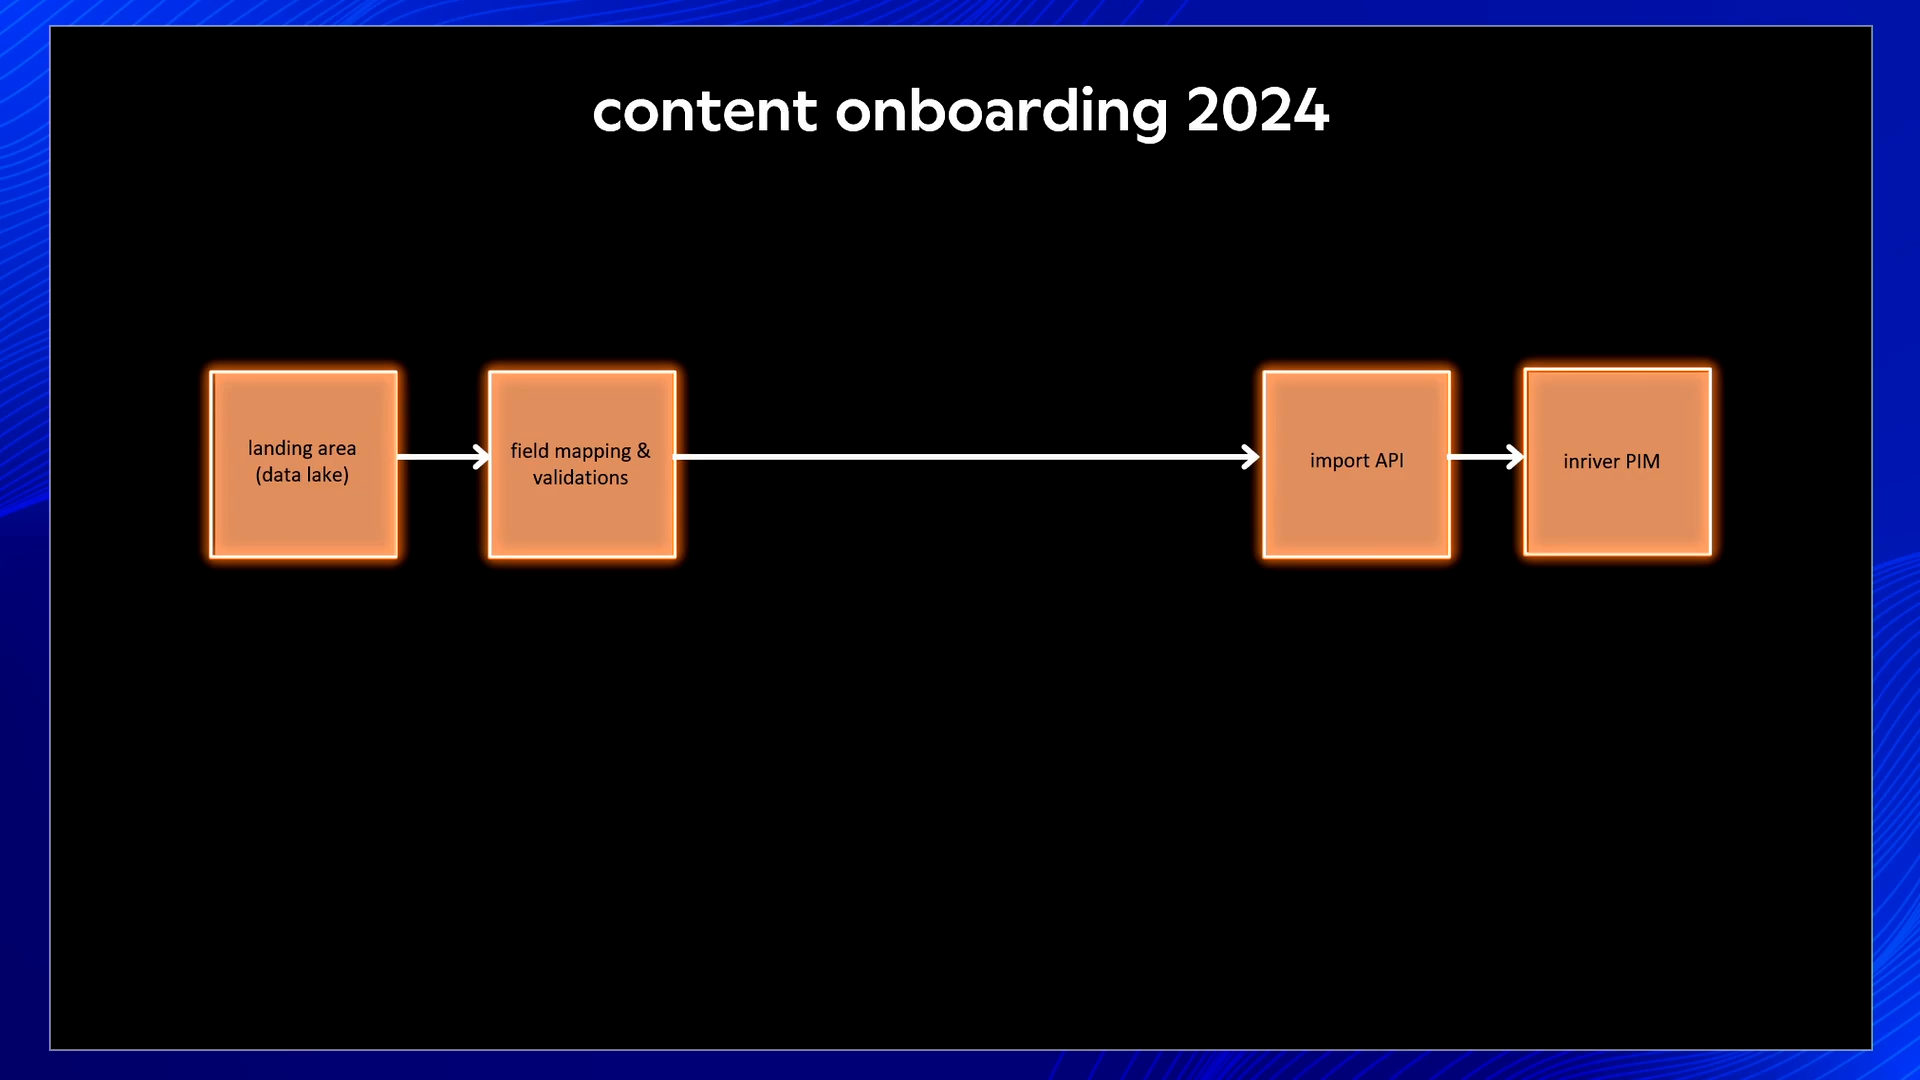 content onboarding 2024
landing area
(data lake)
field mapping &
validations
import API
inriver PIM